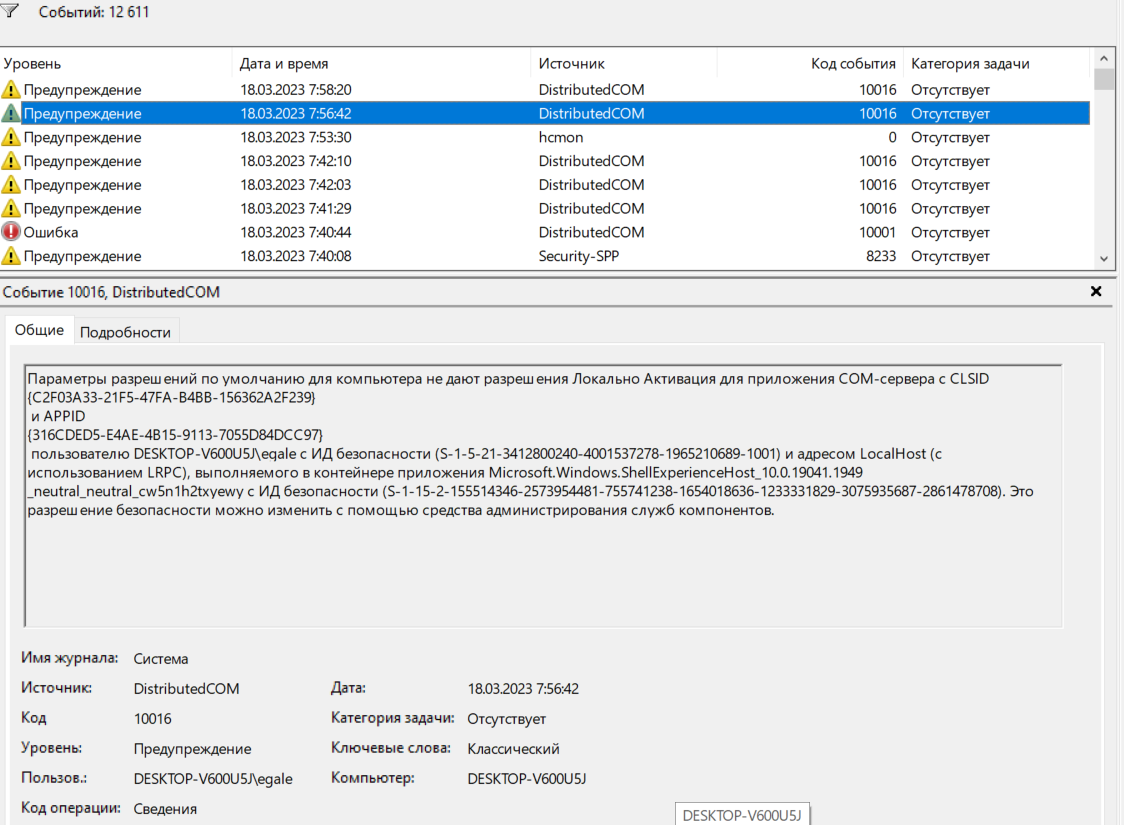 Событий: 12 611
Уровень Дата и время Источник Код события Категория задачи
Предупреждение 18.03.2023 7:58:20 DistributedCOM 10016 Отсутствует
Предупреждение 18.03.2023 7:56:42 DistributedCOM 10016 Отсутствует
Предупреждение 18.03.2023 7:53:30 hcmon 0 Отсутствует
Предупреждение 18.03.2023 7:42:10 DistributedCOM 10016 Отсутствует
Предупреждение 18.03.2023 7:42:03 DistributedCOM 10016 Отсутствует
Предупреждение 18.03.2023 7:41:29 DistributedCOM 10016 Отсутствует
Ошибка 18.03.2023 7:40:44 DistributedCOM 10001 Отсутствует
Предупреждение 18.03.2023 7:40:08 Security-SPP 8233 Отсутствует
Событие 10016, DistributedCOM
Общие Подробности
Параметры разрешений по умолчанию для компьютера не дают разрешения Локально Активация для приложения COM-сервера с CLSID
{C2F03A33-21F5-47FA-B4BB-156362A2F239}
и APPID
{316CDED5-E4AE-4B15-9113-7055D84DCC97}
пользователю DESKTOP-V600U5J\egale с ИД безопасности (S-1-5-21-3412800240-4001537278-1965210689-1001) и адресом LocalHost (с
использованием LRPC), выполняемого в контейнере приложения Microsoft.Windows.ShellExperienceHost_10.0.19041.1949
_neutral_neutral_cw5n1h2txyewy с ИД безопасности (S-1-15-2-155514346-2573954481-755741238-1654018636-1233331829-3075935687-2861478708). Это
разрешение безопасности можно изменить с помощью средства администрирования служб компонентов.
Имя журнала: Система
Источник: DistributedCOM Дата: 18.03.2023 7:56:42
Код 10016 Категория задачи: Отсутствует
Уровень: Предупреждение Ключевые слова: Классический
Пользов.: DESKTOP-V600U5J\egale Компьютер: DESKTOP-V600U5J
Код операции: Сведения
DESKTOP-V600U5J